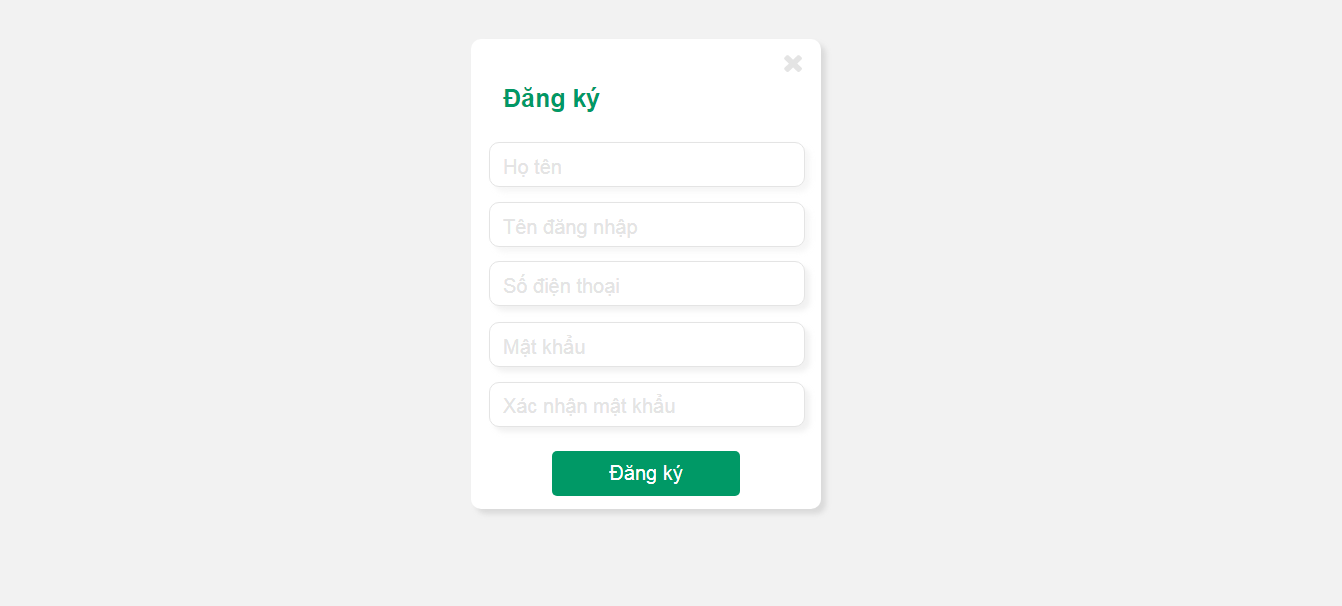 Đăng ký
Họ tên
Tên đăng nhập
Số điện thoại
Mật khẩu
Xác nhận mật khẩu
Đăng ký